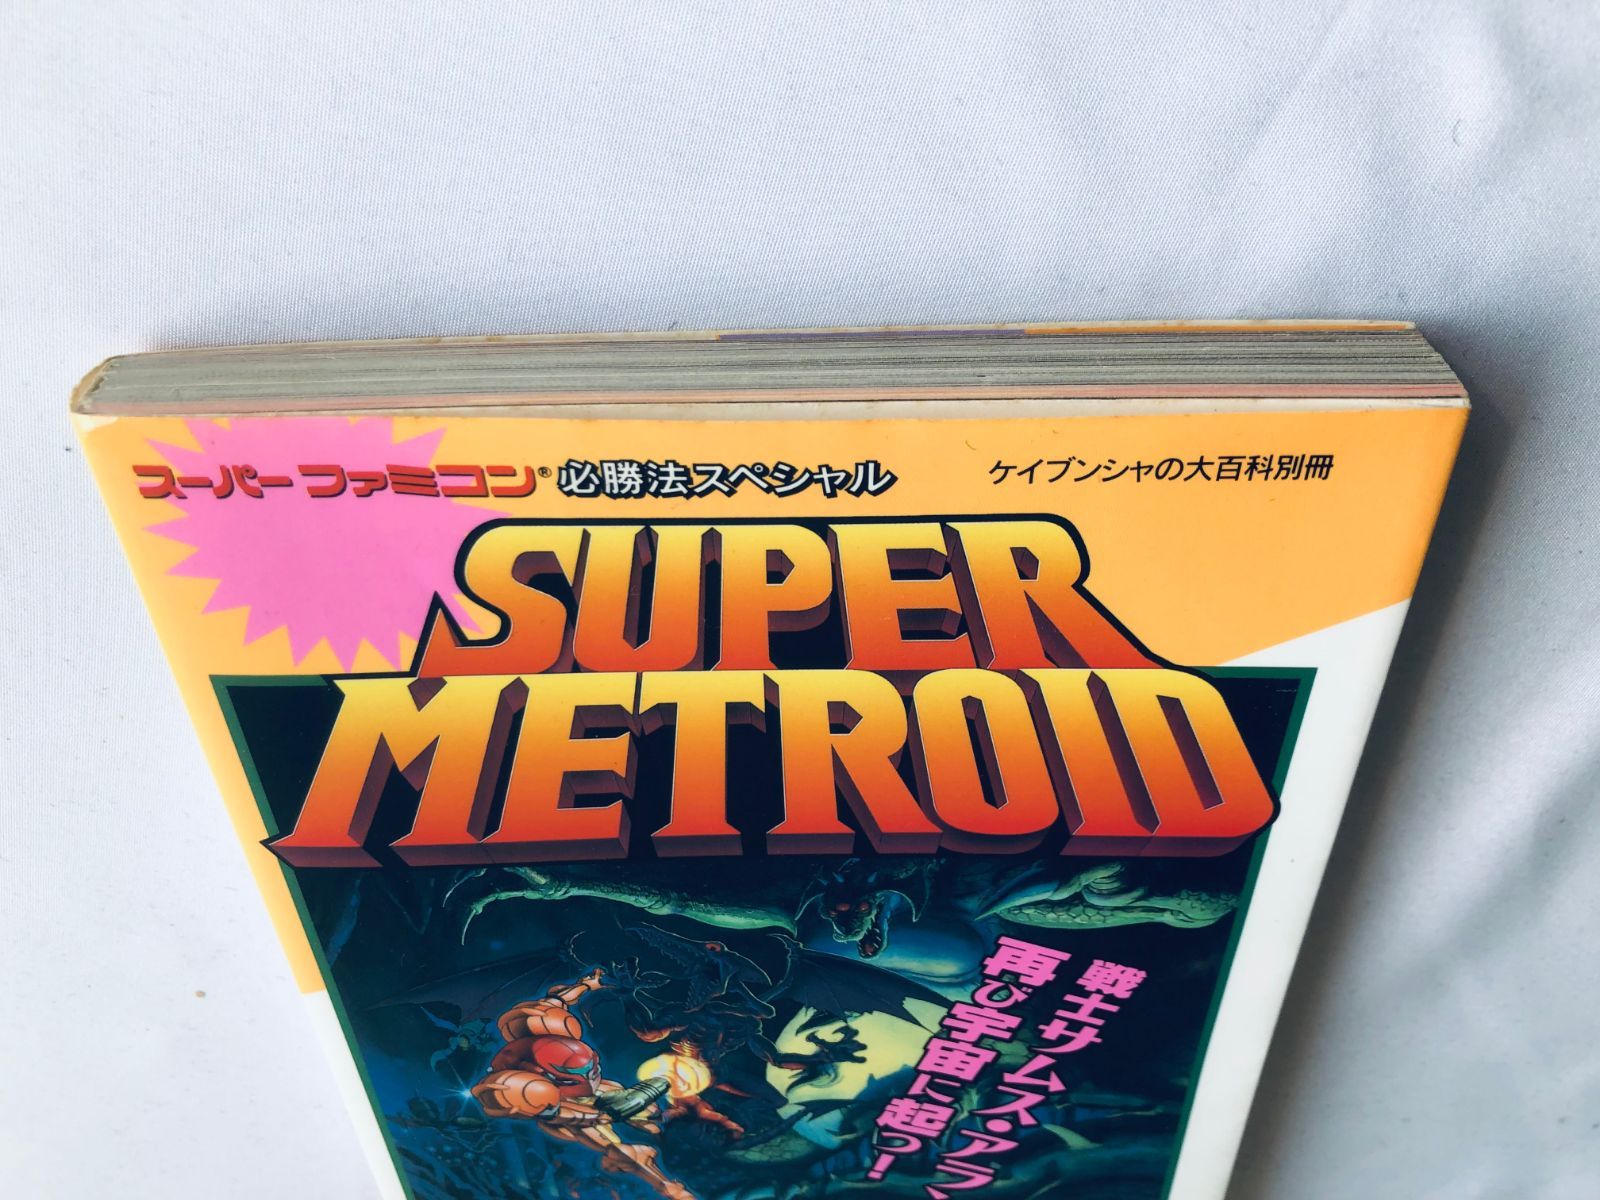 スーパーファミコン®必勝法スペシャル
ケイブンシャの大百科別冊
SUPER
METROID
戦士サムス・アラ
再び宇宙に起つ!